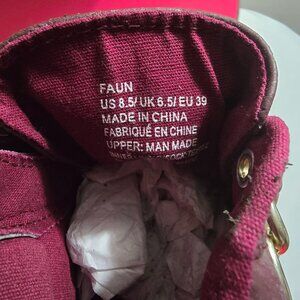 FAUN
US 8.5/ UK 6.5/ EU 39
MADE IN CHINA
FABRIQUÉ EN CHINE
UPPER: MAN MADE